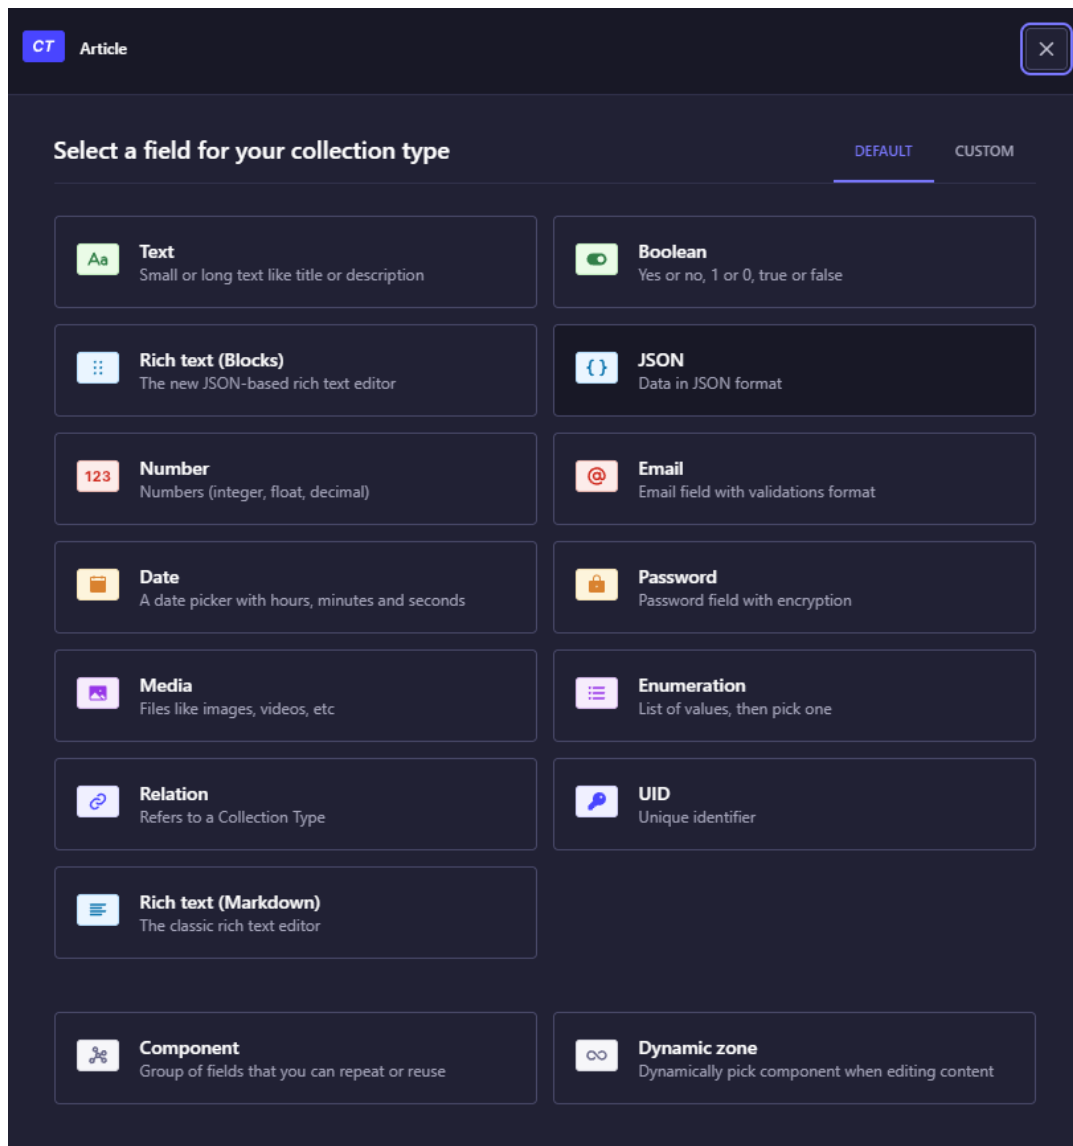 CT Article
Select a field for your collection type
DEFAULT CUSTOM
Aa Text
Small or long text like title or description
Boolean
Yes or no, 1 or 0, true or false
Rich text (Blocks)
The new JSON-based rich text editor
{} JSON
Data in JSON format
123 Number
Numbers (integer, float, decimal)
@ Email
Email field with validations format
Date
A date picker with hours, minutes and seconds
Password
Password field with encryption
Media
Files like images, videos, etc
Enumeration
List of values, then pick one
Relation
Refers to a Collection Type
UID
Unique identifier
Rich text (Markdown)
The classic rich text editor
Component
Group of fields that you can repeat or reuse
Dynamic zone
Dynamically pick component when editing content